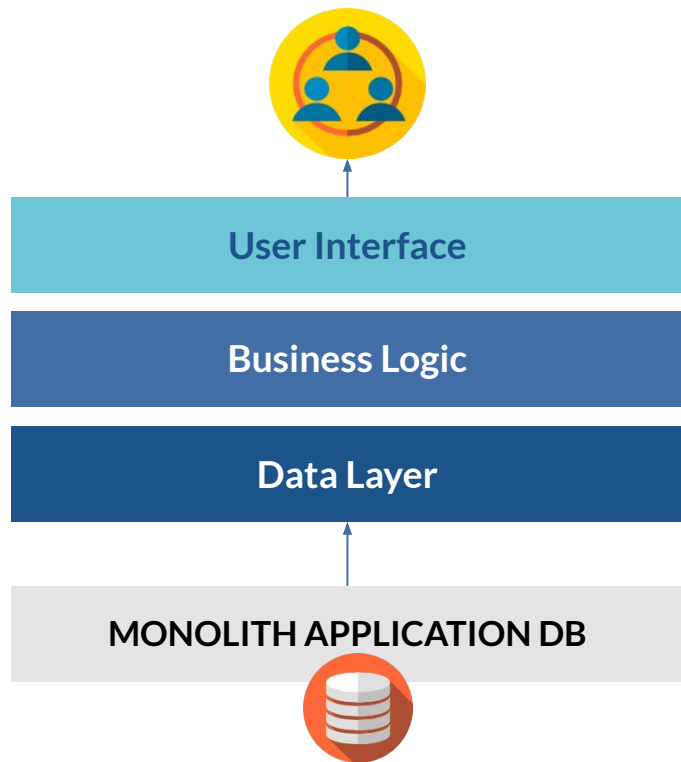 User Interface
Business Logic
Data Layer
MONOLITH APPLICATION DB